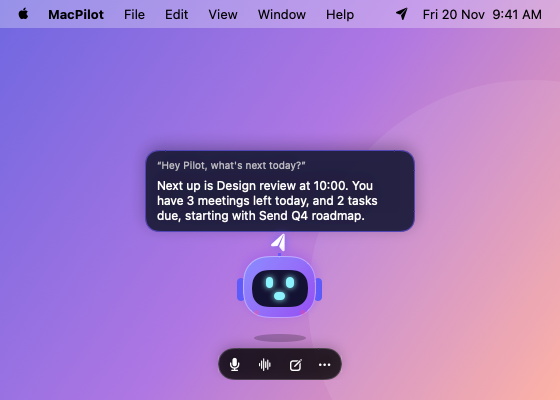 MacPilot File Edit View Window Help Fri 20 Nov 9:41 AM
“Hey Pilot, what's next today?”
Next up is Design review at 10:00. You
have 3 meetings left today, and 2 tasks
due, starting with Send Q4 roadmap.